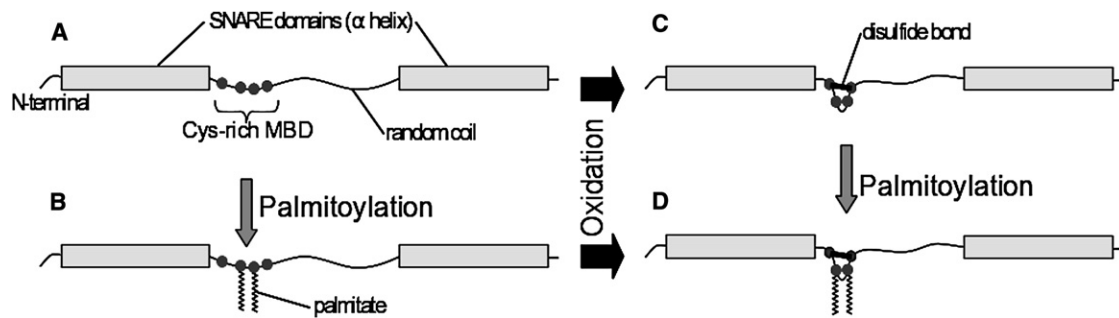 A
SNARE domains (α helix)
N-terminal
Cys-rich MBD
random coil
C
disulfide bond
Oxidation
B
Palmitoylation
palmitate
D
Palmitoylation